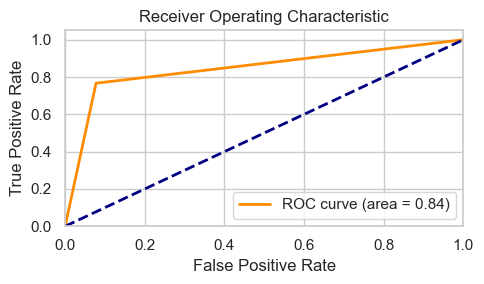 Receiver Operating Characteristic
True Positive Rate
1.0
0.8
0.6
0.4
0.2
0.0
ROC curve (area = 0.84)
0.0 0.2 0.4 0.6 0.8 1.0
False Positive Rate